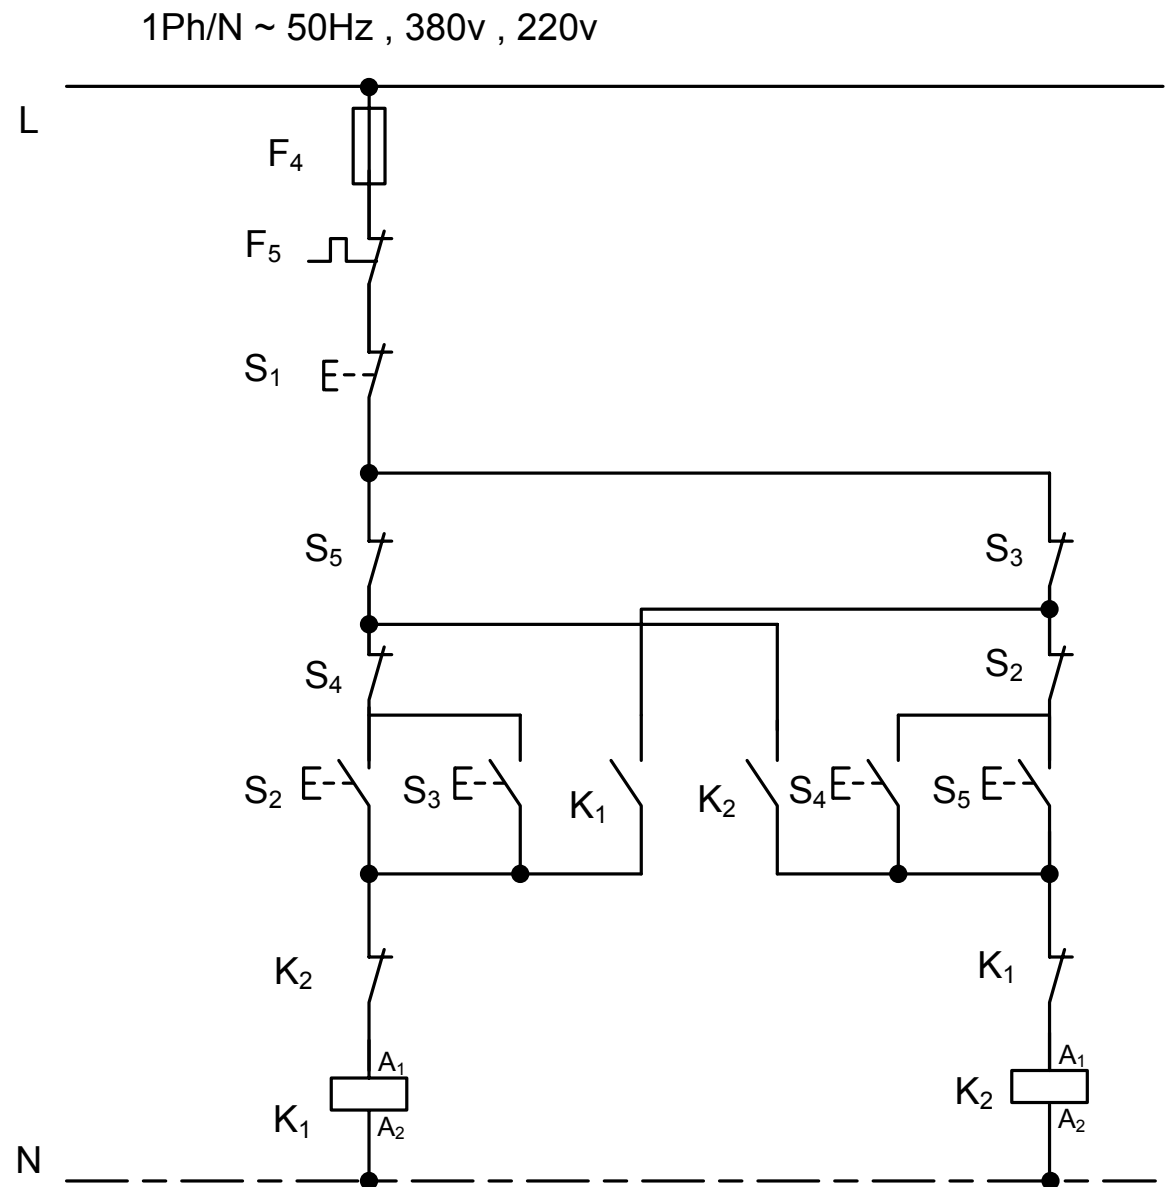 1Ph/N ~ 50Hz , 380v , 220v
L
F₄
F₅
S₁
S₅
S₃
S₄
S₂
S₂
S₃
K₁
K₂
S₄
S₅
K₂
K₁
A₁
A₁
K₁
K₂
A₂
A₂
N